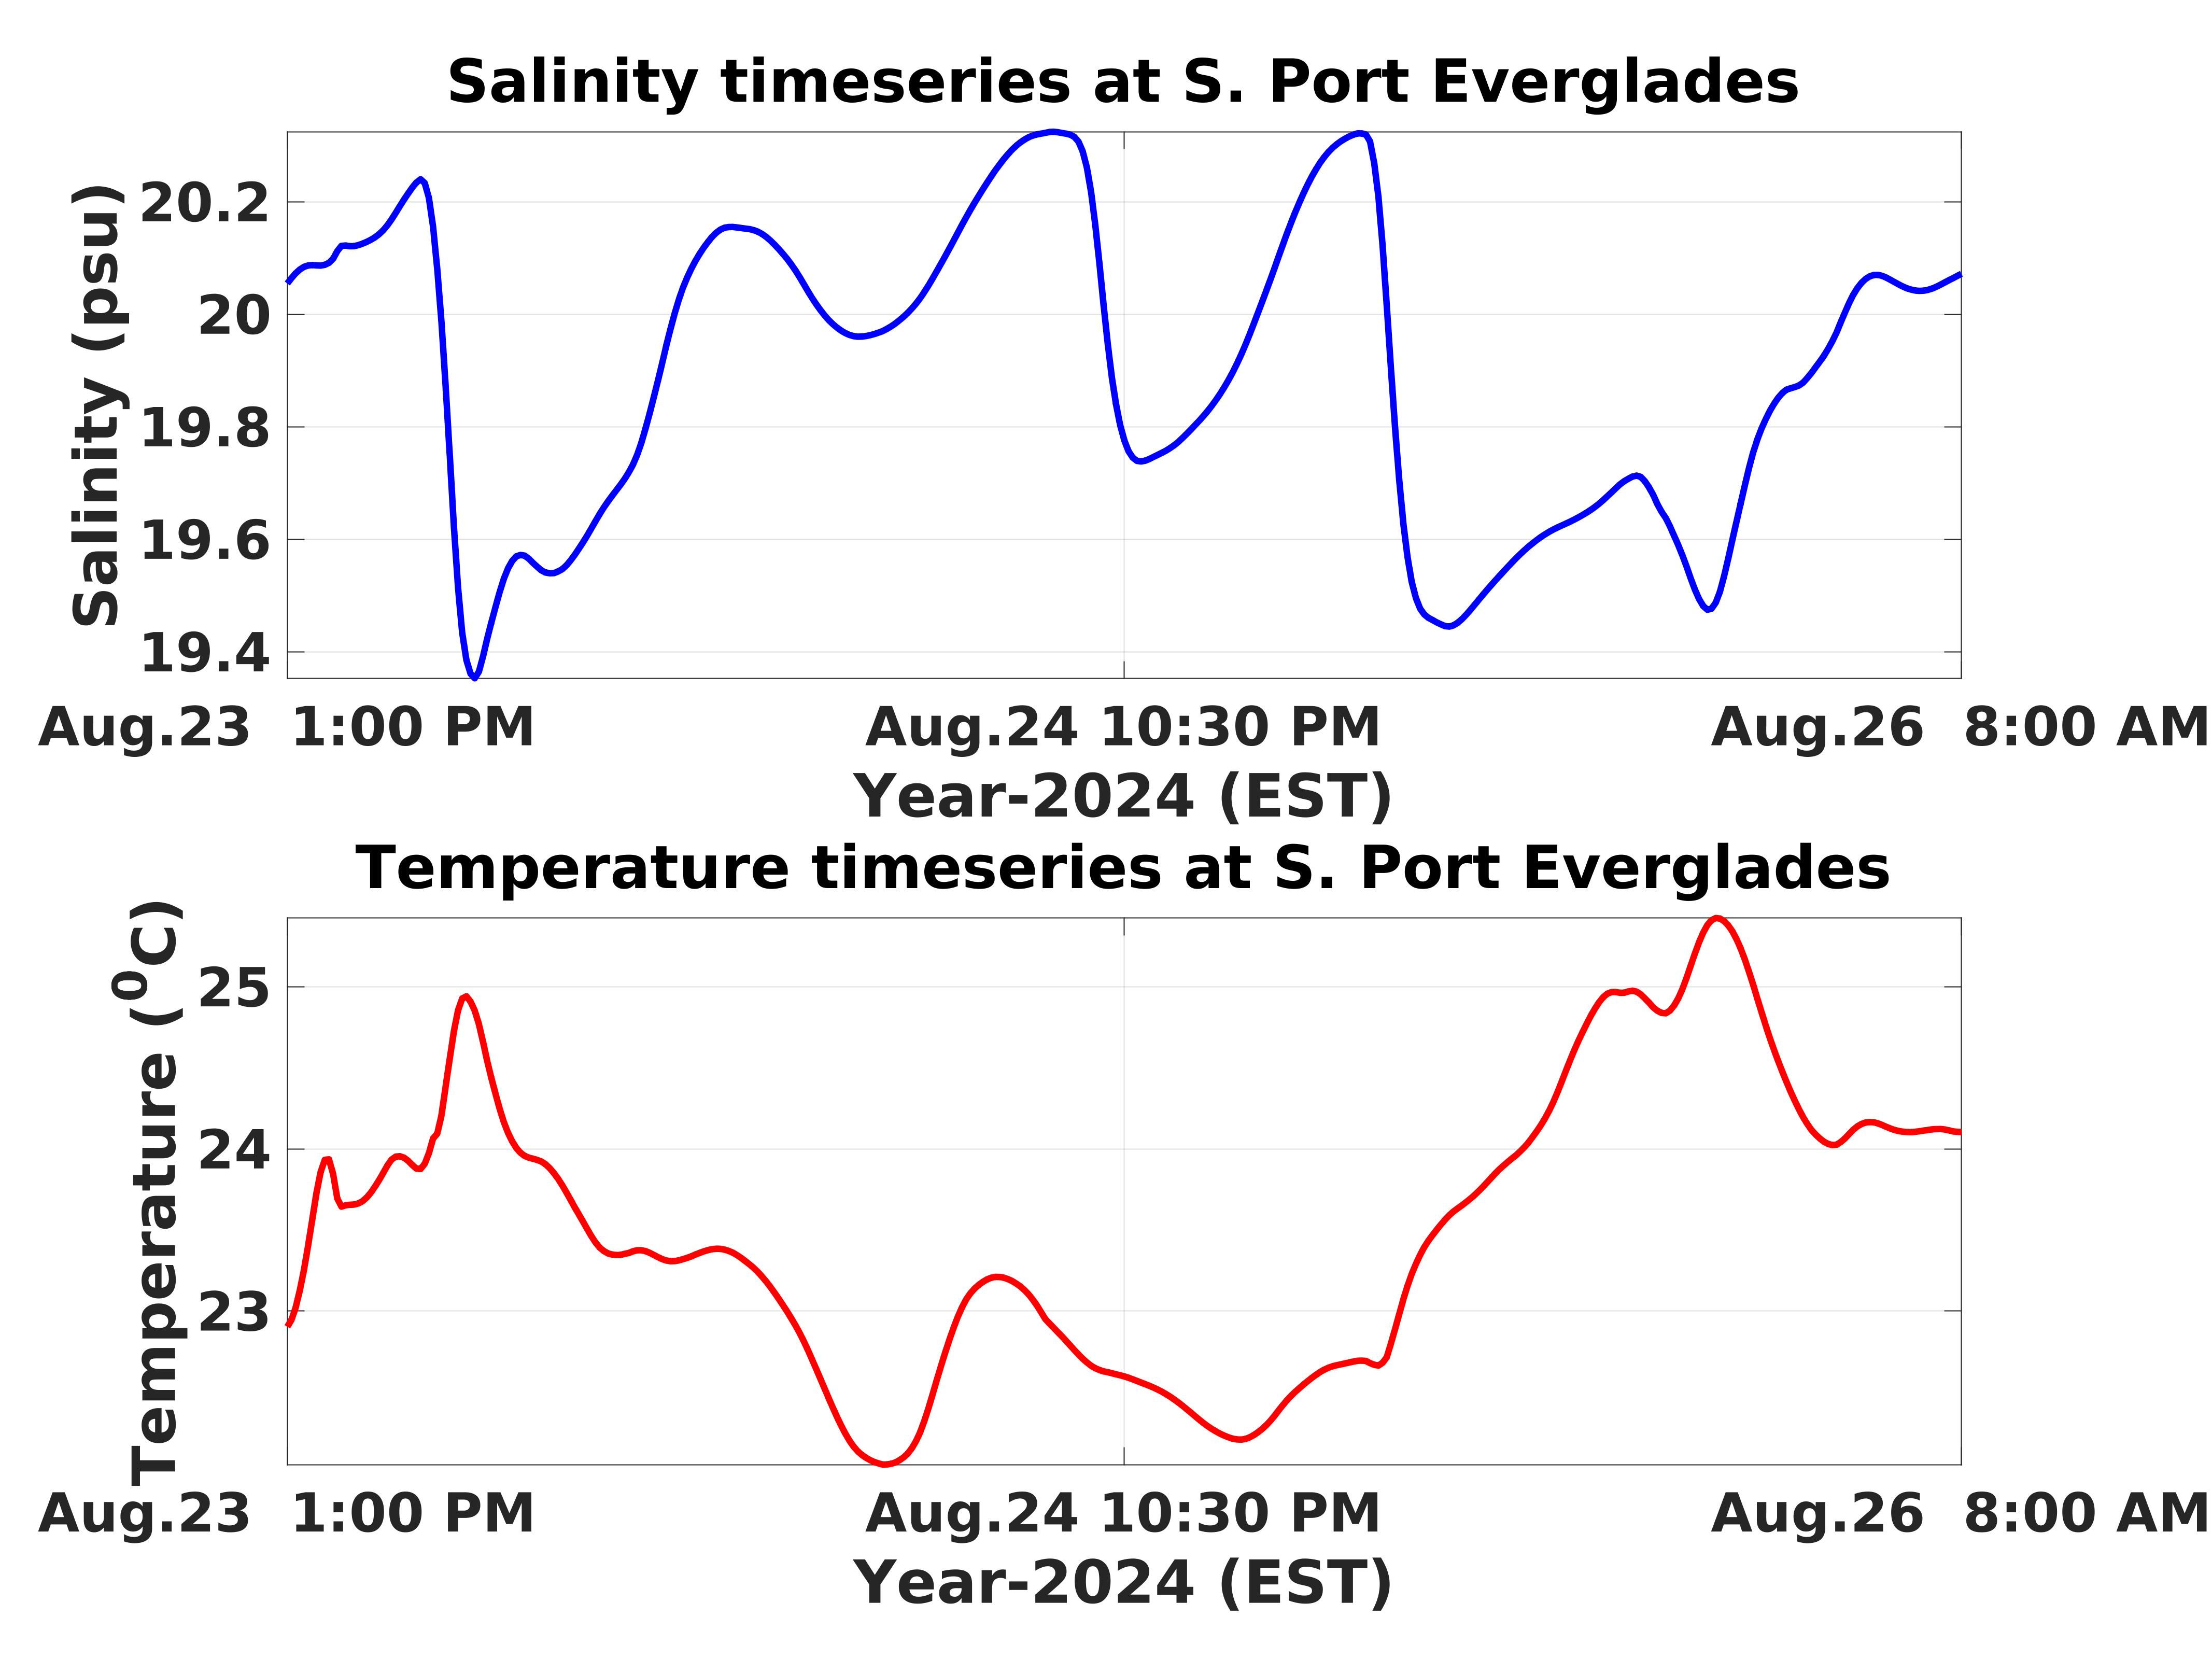 Salinity timeseries at S. Port Everglades
Salinity (psu)
20.2
20
19.8
19.6
19.4
Aug.23 1:00 PM
Aug.24 10:30 PM
Aug.26 8:00 AM
Year-2024 (EST)
Temperature timeseries at S. Port Everglades
Temperature (⁰C)
25
24
23
Aug.23 1:00 PM
Aug.24 10:30 PM
Aug.26 8:00 AM
Year-2024 (EST)